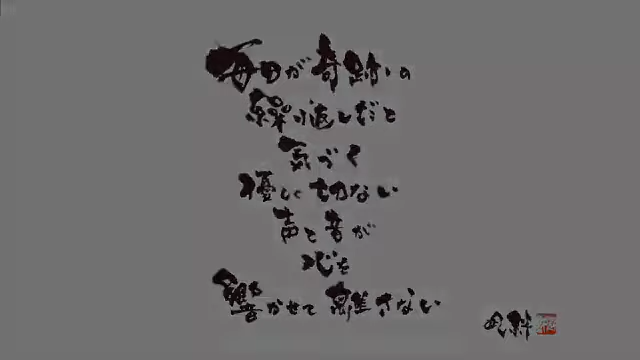 毎日が奇跡の
繰り返しだと
気づく
優しく切ない
声と音が
心を
響かせて離さない